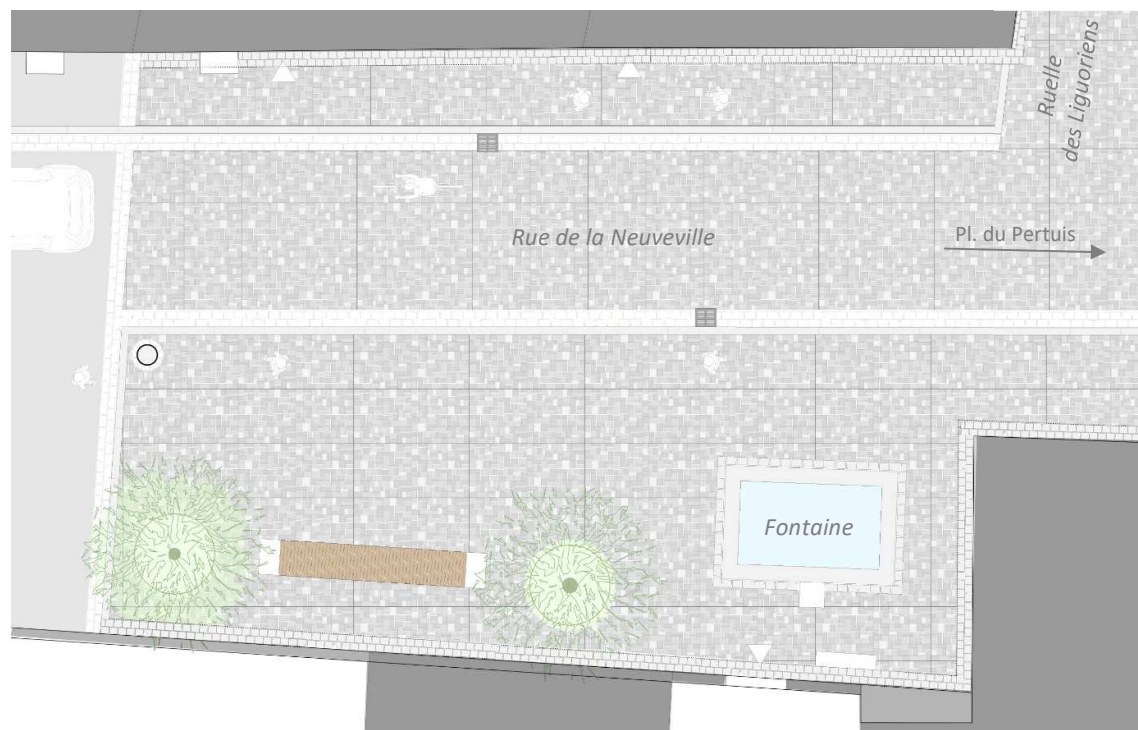 Ruelle
des Liguoriens
Rue de la Neuveville
Pl. du Pertuis
Fontaine